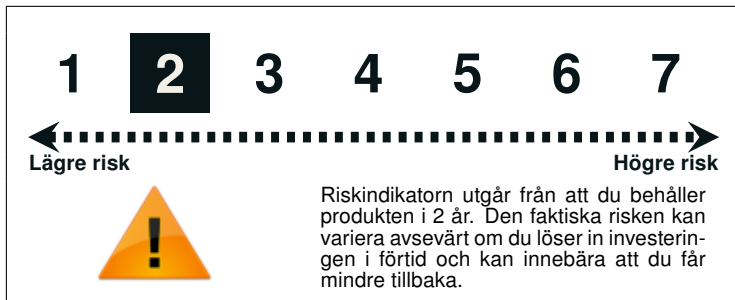 1 2 3 4 5 6 7
Lägre risk Högre risk
!
Riskindikatorn utgår från att du behåller
produkten i 2 år. Den faktiska risken kan
variera avsevärt om du löser in investerin-
gen i förtid och kan innebära att du får
mindre tillbaka.